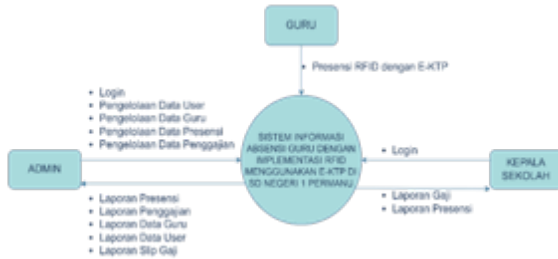 GURU
• Presensi RFID dengan E-KTP
• Login
• Pengelolaan Data User
• Pengelolaan Data Guru
• Pengelolaan Data Presensi
• Pengelolaan Data Penggajian
SISTEM INFORMASI
ABSENSI GURU DENGAN
IMPLEMENTASI RFID
MENGGUNAKAN E-KTP DI
SD NEGERI 1 PERMANU
• Login
ADMIN
KEPALA
SEKOLAH
• Laporan Presensi
• Laporan Penggajian
• Laporan Data Guru
• Laporan Data User
• Laporan Slip Gaji
• Laporan Gaji
• Laporan Presensi